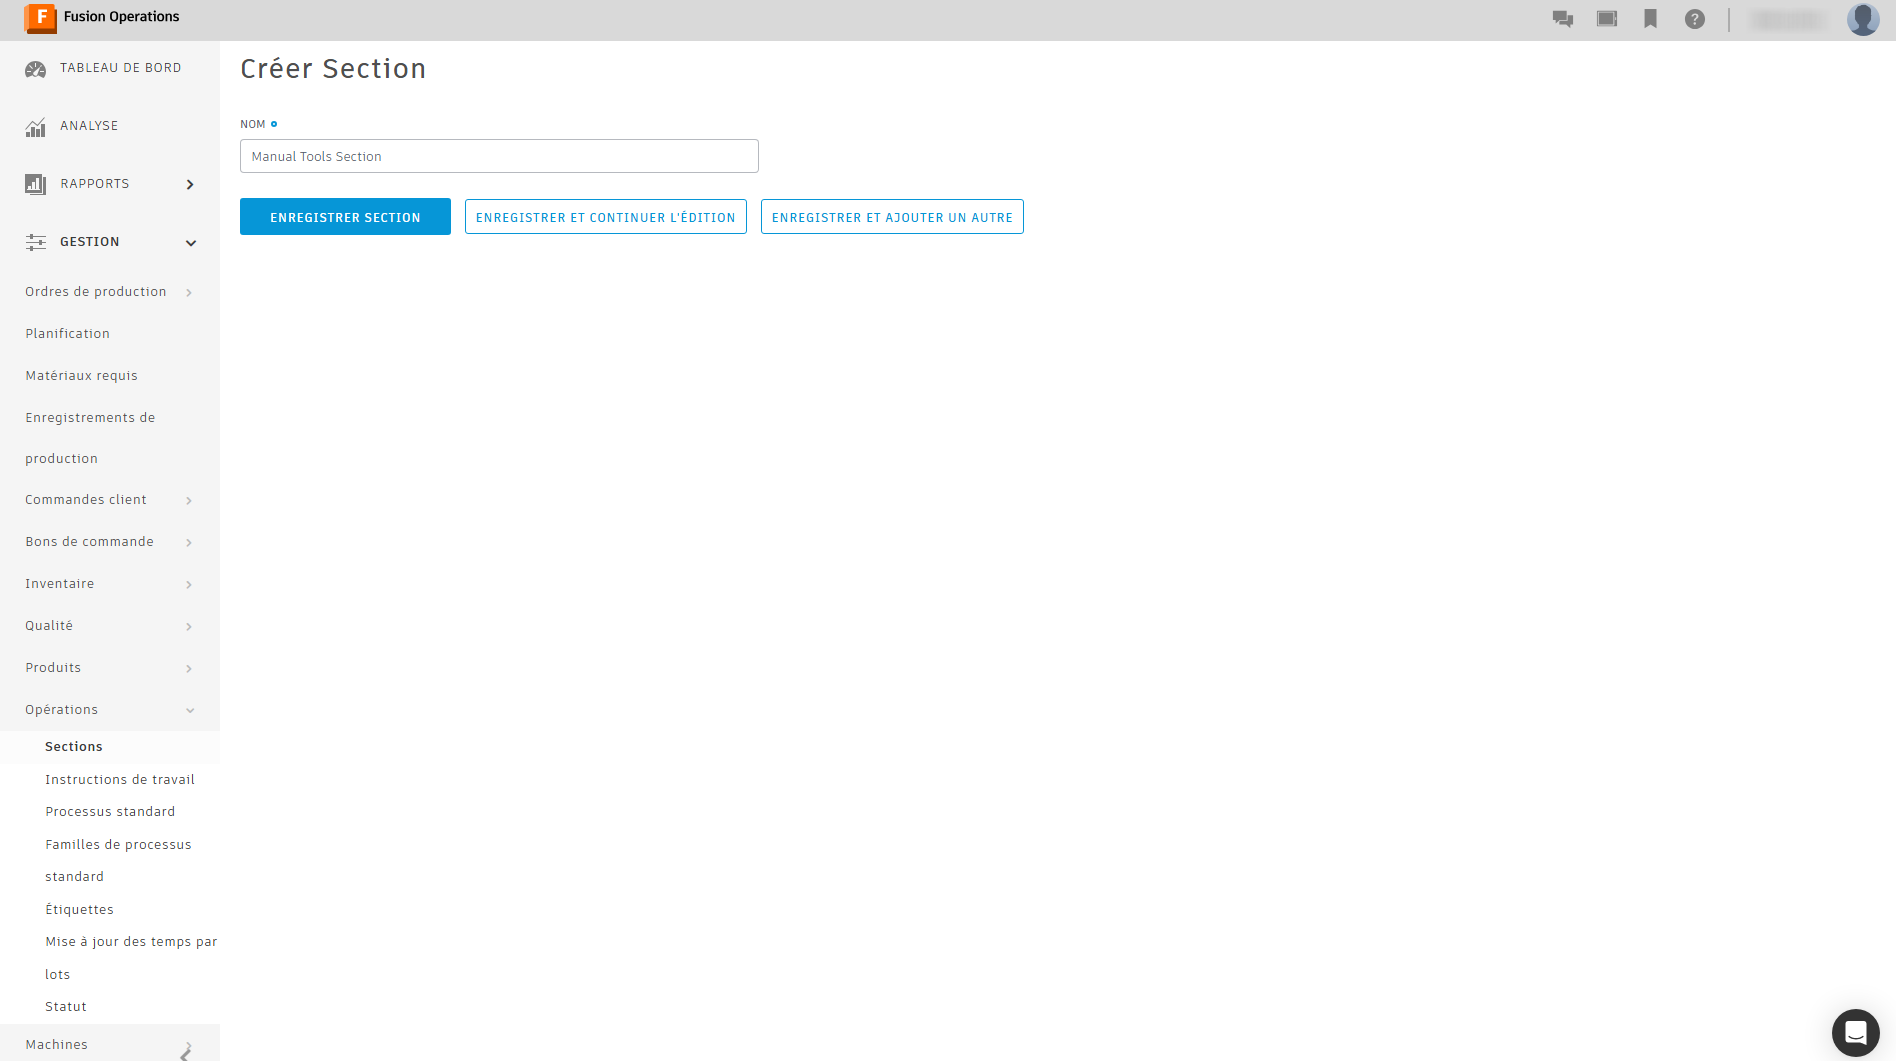 F Fusion Operations
TABLEAU DE BORD
ANALYSE
RAPPORTS
GESTION
Ordres de production
Planification
Matériaux requis
Enregistrements de
production
Commandes client
Bons de commande
Inventaire
Qualité
Produits
Opérations
Sections
Instructions de travail
Processus standard
Familles de processus
standard
Étiquettes
Mise à jour des temps par
lots
Statut
Machines
Créer Section
NOM
Manual Tools Section
ENREGISTRER SECTION
ENREGISTRER ET CONTINUER L'ÉDITION
ENREGISTRER ET AJOUTER UN AUTRE